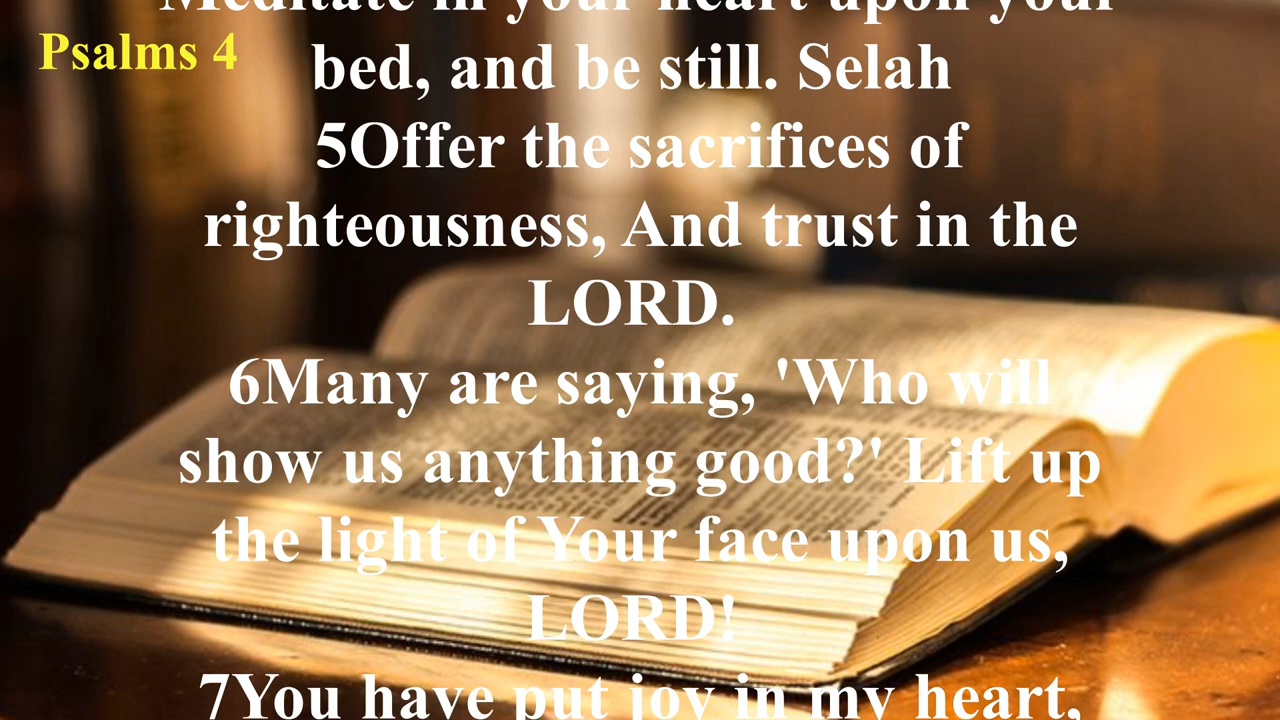 Meditate in your heart upon your
Psalms 4
bed, and be still. Selah
5Offer the sacrifices of
righteousness, And trust in the
LORD.
6Many are saying, 'Who will
show us anything good?' Lift up
the light of Your face upon us,
LORD!
7You have put joy in my heart,